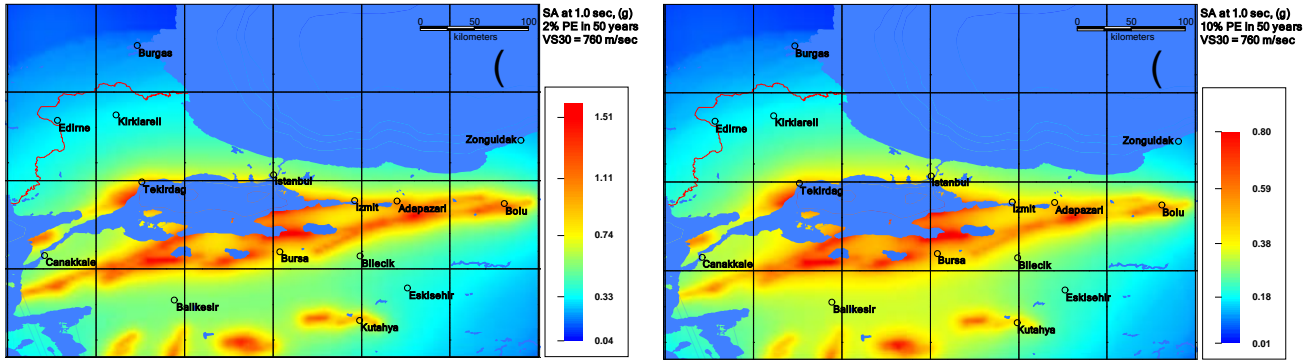 SA at 1.0 sec, (g)
2% PE in 50 years
VS30 = 760 m/sec
0 50 100
kilometers
(
Burgas
Edirne
Kirklareli
Zonguldak
Tekirdag
Istanbul
Izmit
Adapazari
Bolu
Canakkale
Bursa
Bilecik
Balikesir
Eskisehir
Kutahya
1.51
1.11
0.74
0.33
0.04
SA at 1.0 sec, (g)
10% PE in 50 years
VS30 = 760 m/sec
0 50 100
kilometers
(
Burgas
Edirne
Kirklareli
Zonguldak
Tekirdag
Istanbul
Izmit
Adapazari
Bolu
Canakkale
Bursa
Bilecik
Balikesir
Eskisehir
Kutahya
0.80
0.59
0.38
0.18
0.01